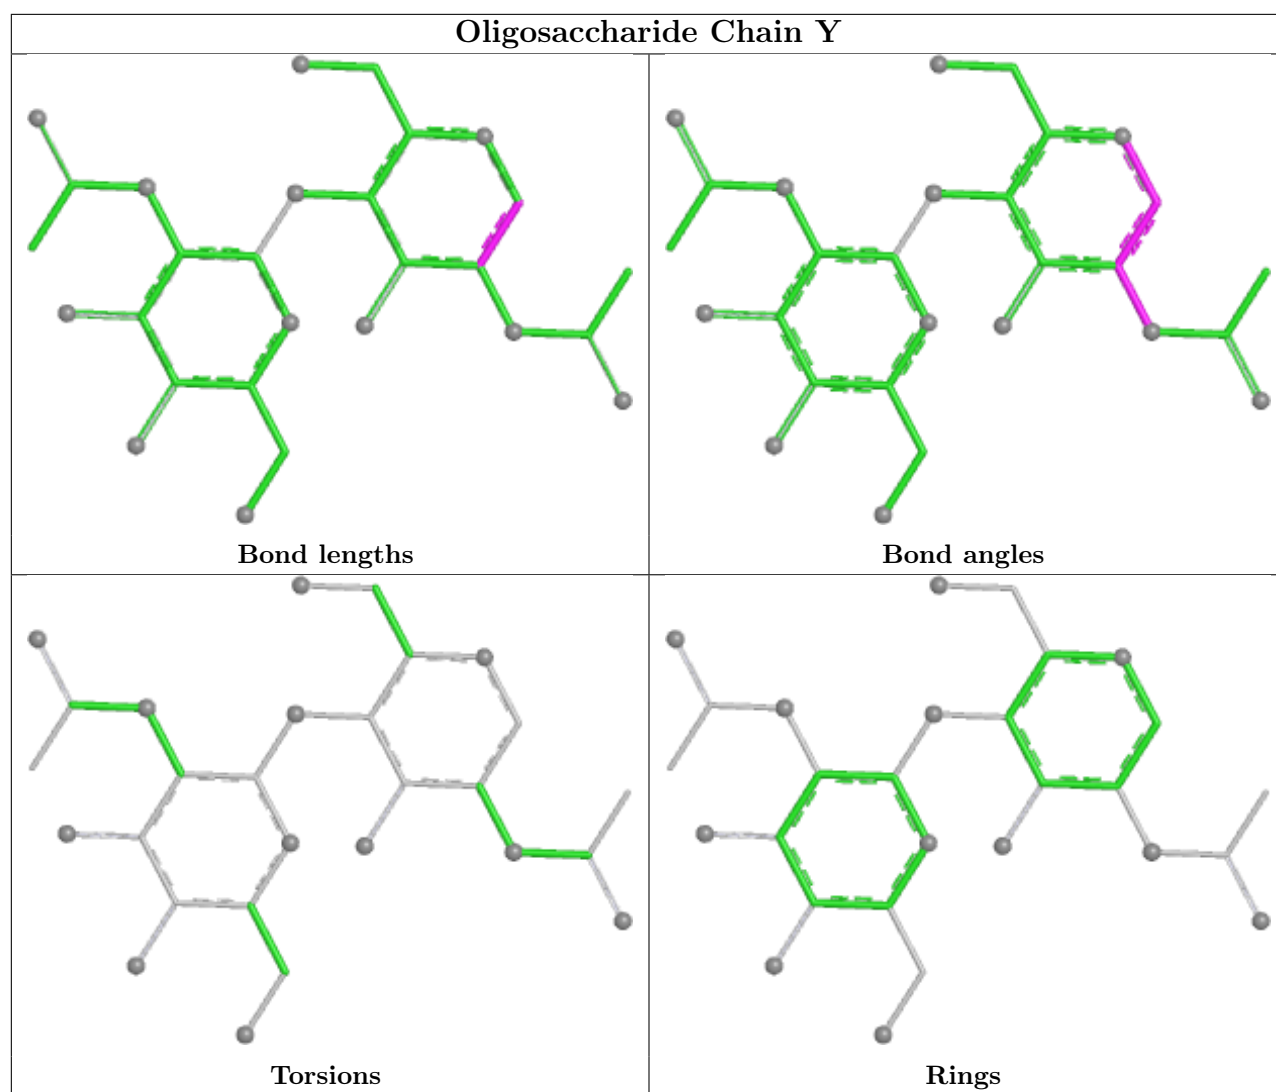 Oligosaccharide Chain Y
Bond lengths
Bond angles
Torsions
Rings